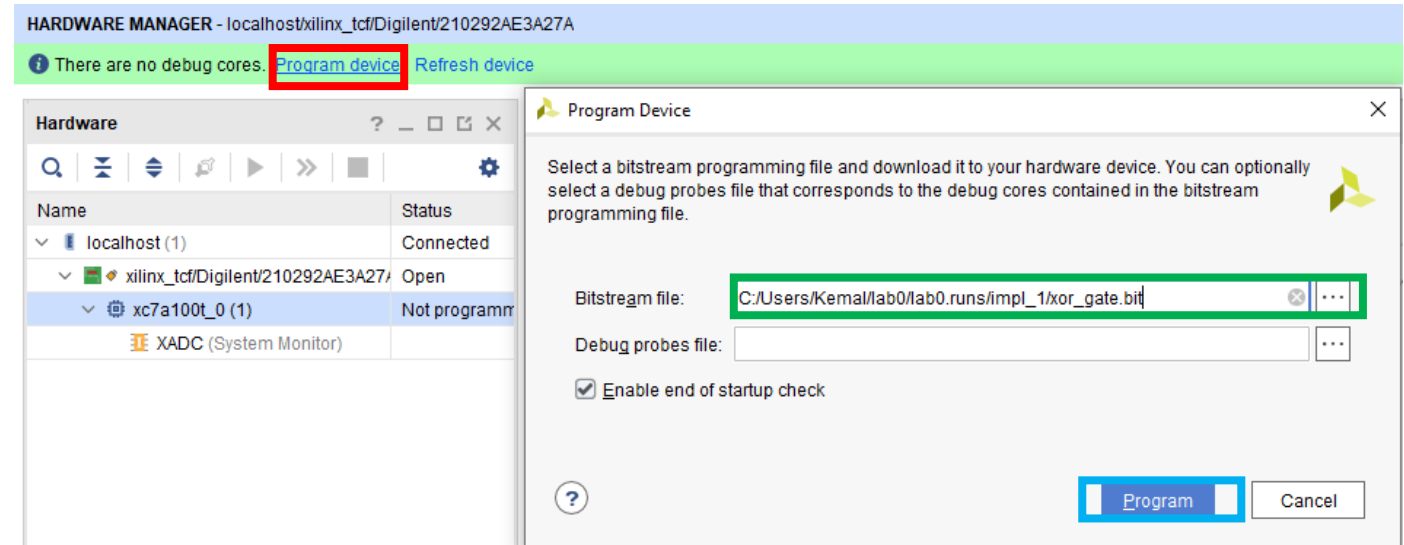 HARDWARE MANAGER - localhost/xilinx_tcf/Digilent/210292AE3A27A
There are no debug cores. Program device Refresh device
Hardware
Name Status
localhost (1) Connected
xilinx_tcf/Digilent/210292AE3A27A Open
xc7a100t_0 (1) Not programm
XADC (System Monitor)
Program Device
Select a bitstream programming file and download it to your hardware device. You can optionally
select a debug probes file that corresponds to the debug cores contained in the bitstream
programming file.
Bitstream file: C:/Users/Kemal/lab0/lab0.runs/impl_1/xor_gate.bit
Debug probes file:
Enable end of startup check
Program Cancel